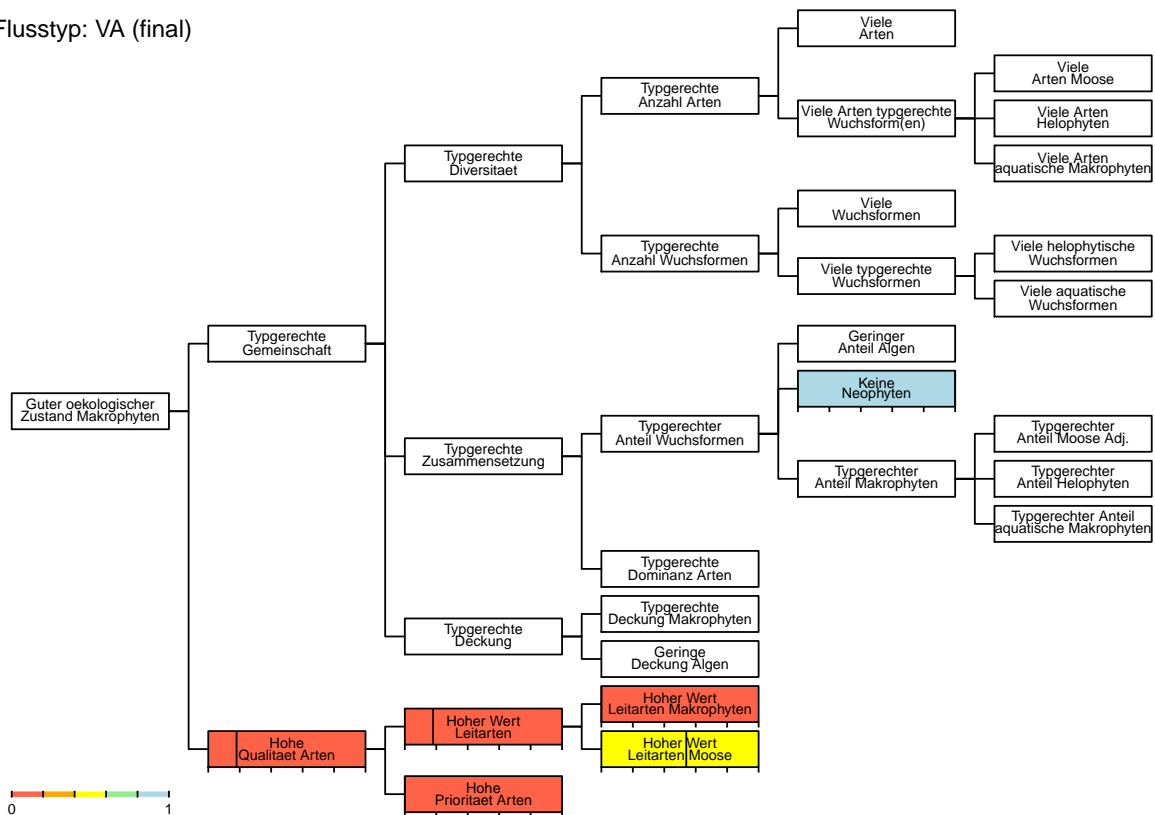 Flusstyp: VA (final)
Viele
Arten
Typgerechte
Anzahl Arten
Viele
Arten Moose
Viele Arten typgerechte
Wuchsform(en)
Viele Arten
Helophyten
Viele Arten
aquatische Makrophyten
Typgerechte
Diversitaet
Viele
Wuchsformen
Typgerechte
Anzahl Wuchsformen
Viele typgerechte
Wuchsformen
Viele helophytische
Wuchsformen
Viele aquatische
Wuchsformen
Typgerechte
Gemeinschaft
Geringer
Anteil Algen
Keine
Neophyten
Guter oekologischer
Zustand Makrophyten
Typgerechte
Zusammensetzung
Typgerechter
Anteil Wuchsformen
Typgerechter
Anteil Makrophyten
Typgerechter
Anteil Moose Adj.
Typgerechter
Anteil Helophyten
Typgerechter Anteil
aquatische Makrophyten
Typgerechte
Dominanz Arten
Typgerechte
Deckung
Typgerechte
Deckung Makrophyten
Geringe
Deckung Algen
Hohe
Qualitaet Arten
Hoher Wert
Leitarten
Hoher Wert
Leitarten Makrophyten
Hoher Wert
Leitarten Moose
Hohe
Prioritaet Arten
0
1